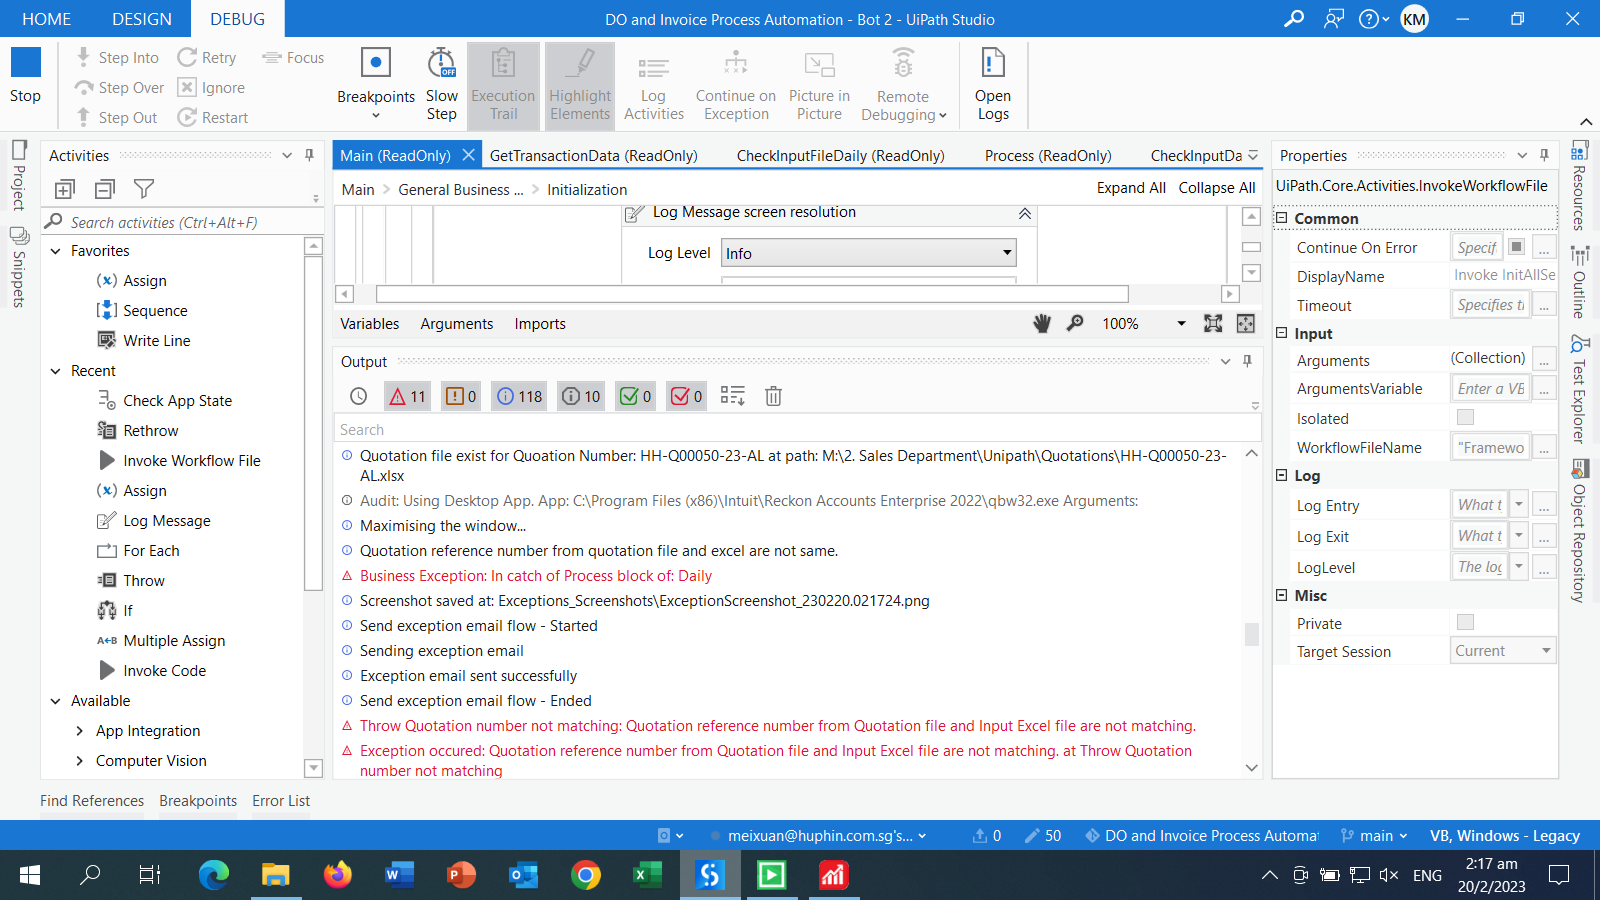 HOME DESIGN DEBUG DO and Invoice Process Automation - Bot 2 - UiPath Studio KM
Stop
Step Into
Step Over
Step Out
Retry
Ignore
Restart
Focus
Breakpoints
Slow Step
OFF
Execution Trail
Highlight Elements
Log Activities
Continue on Exception
Picture in Picture
Remote Debugging
Open Logs
Project
Snippets
Activities
Search activities (Ctrl+Alt+F)
Favorites
Assign
Sequence
Write Line
Recent
Check App State
Rethrow
Invoke Workflow File
Assign
Log Message
For Each
Throw
If
Multiple Assign
Invoke Code
Available
App Integration
Computer Vision
Main (ReadOnly) GetTransactionData (ReadOnly) CheckInputFileDaily (ReadOnly) Process (ReadOnly) CheckInputDa
Main > General Business ... > Initialization Expand All Collapse All
Log Message screen resolution
Log Level Info
Variables Arguments Imports 100%
Output
11 0 118 10 0 0
Search
Quotation file exist for Quoation Number: HH-Q00050-23-AL at path: M:\2. Sales Department\Unipath\Quotations\HH-Q00050-23-
AL.xlsx
Audit: Using Desktop App. App: C:\Program Files (x86)\Intuit\Reckon Accounts Enterprise 2022\qbw32.exe Arguments:
Maximising the window...
Quotation reference number from quotation file and excel are not same.
Business Exception: In catch of Process block of: Daily
Screenshot saved at: Exceptions_Screenshots\ExceptionScreenshot_230220.021724.png
Send exception email flow - Started
Sending exception email
Exception email sent successfully
Send exception email flow - Ended
Throw Quotation number not matching: Quotation reference number from Quotation file and Input Excel file are not matching.
Exception occured: Quotation reference number from Quotation file and Input Excel file are not matching. at Throw Quotation
number not matching
Properties
UiPath.Core.Activities.InvokeWorkflowFile
Common
Continue On Error Specif ...
DisplayName Invoke InitAllSe
Timeout Specifies ti ...
Input
Arguments (Collection) ...
ArgumentsVariable Enter a VB ...
Isolated
WorkflowFileName "Framewo ...
Log
Log Entry What t ...
Log Exit What t ...
LogLevel The log ...
Misc
Private
Target Session Current
Resources
Outline
Test Explorer
Object Repository
Find References Breakpoints Error List
meixuan@huphin.com.sg's... 0 50 DO and Invoice Process Automat main VB, Windows - Legacy
ENG
2:17 am
20/2/2023